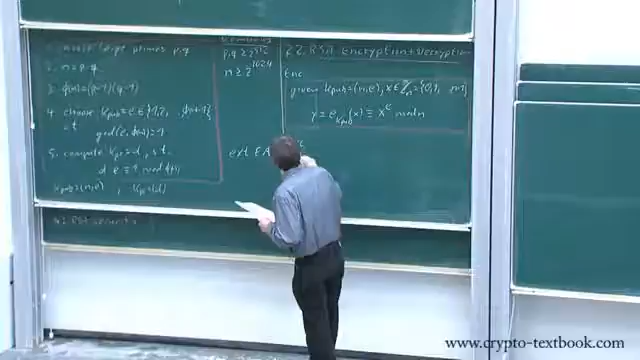 1. choose large primes p,q
2. n = p·q
3. Φ(n) = (p-1)(q-1)
4. choose Kpub = e ∈ {1,2, , Φ(n)-1}
s.t.
gcd(e, Φ(n)) = 1
5. compute Kpr = d, s.t.
d e ≡ 1 mod Φ(n)
Kpub = (n,e) , Kpr = (d)
p,q ≥ 2^512
n ≥ 2^1024
ext EA
RSA Encryption + Decryption
Enc
given Kpub = (n,e), x ∈ Zn = {0,1, , n-1}
y = e Kpub (x) ≡ x^e mod n
www.crypto-textbook.com